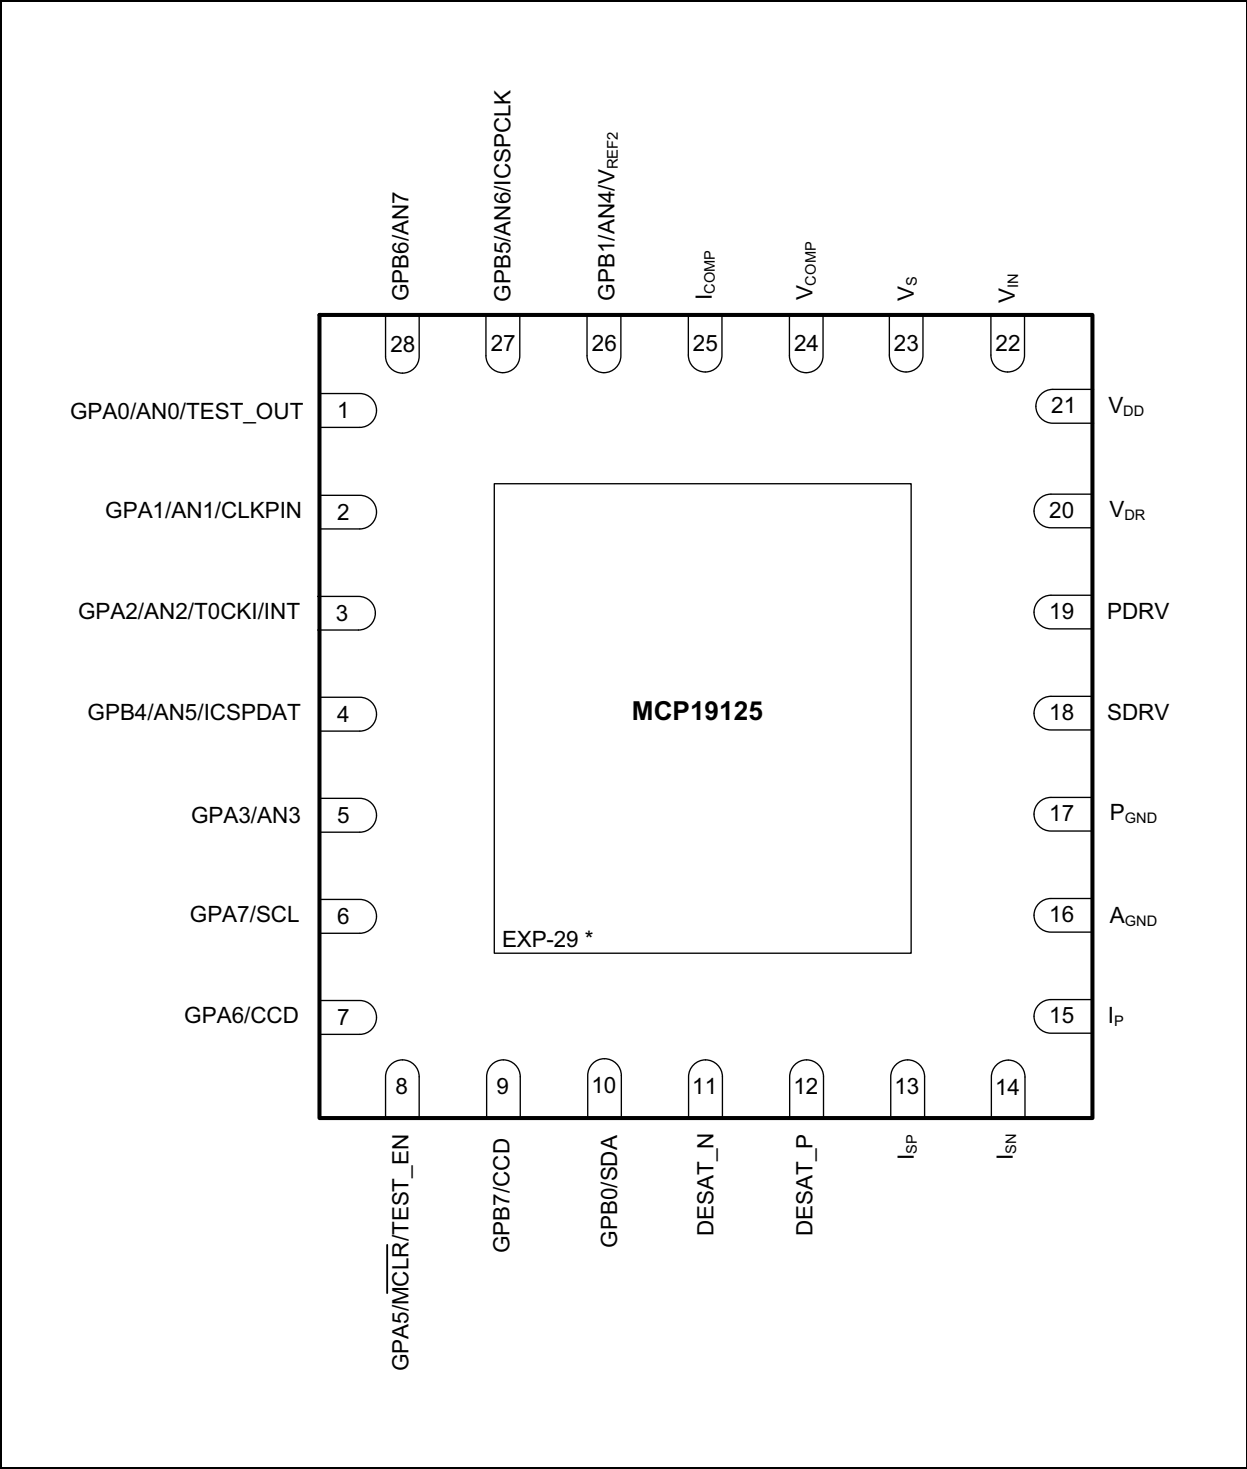 GPB6/AN7
GPB5/AN6/ICSPCLK
GPB1/AN4/VREF2
ICOMP
VCOMP
VS
VIN
28
27
26
25
24
23
22
GPA0/AN0/TEST_OUT
1
21
VDD
GPA1/AN1/CLKPIN
2
20
VDR
GPA2/AN2/T0CKI/INT
3
19
PDRV
GPB4/AN5/ICSPDAT
4
MCP19125
18
SDRV
GPA3/AN3
5
17
PGND
GPA7/SCL
6
16
AGND
EXP-29 *
GPA6/CCD
7
15
IP
8
9
10
11
12
13
14
GPA5/MCLR/TEST_EN
GPB7/CCD
GPB0/SDA
DESAT_N
DESAT_P
ISP
ISN